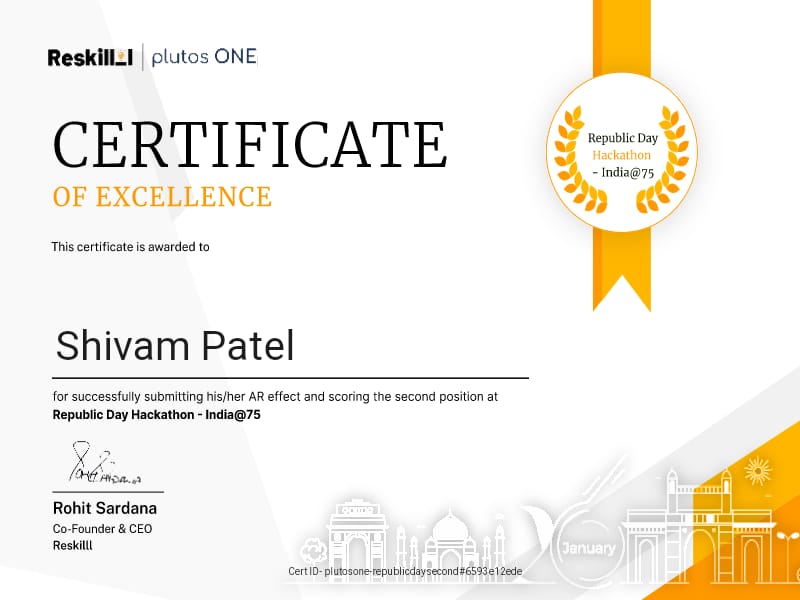 Reskilll | plutos ONE
CERTIFICATE
OF EXCELLENCE
This certificate is awarded to
Shivam Patel
for successfully submitting his/her AR effect and scoring the second position at
Republic Day Hackathon - India@75
Rohit Sardana
Co-Founder & CEO
Reskilll
Republic Day
Hackathon
- India@75
January
Cert ID- plutosone-republicdaysecond#6593e12ede